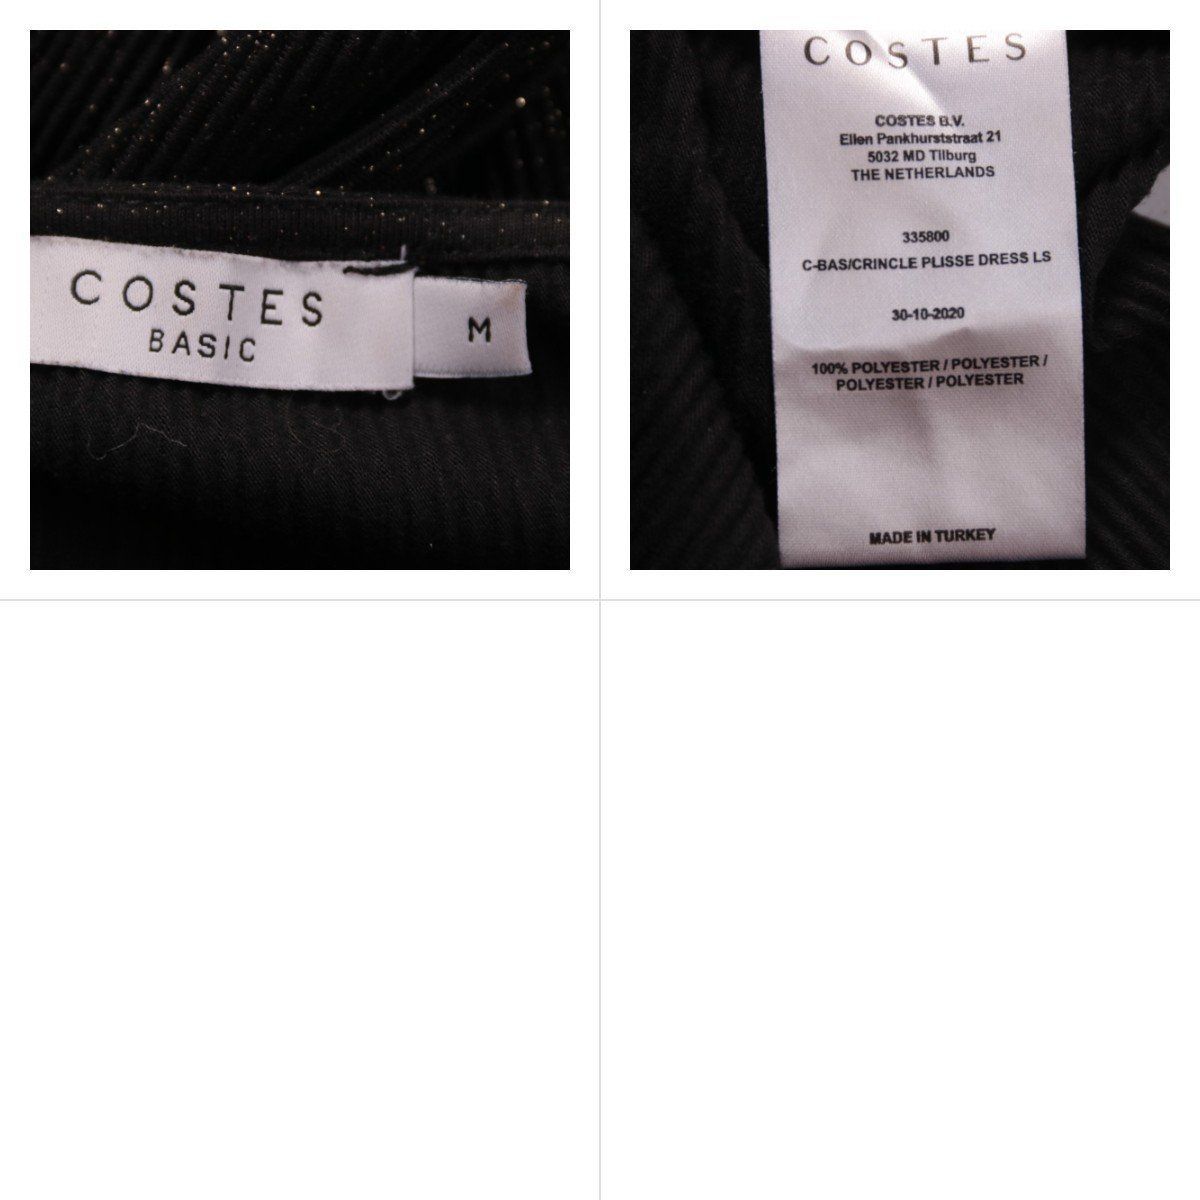 COSTES
BASIC
M
COSTES
COSTES B.V.
Ellen Pankhurststraat 21
5032 MD Tilburg
THE NETHERLANDS
335800
C-BAS/CRINCLE PLISSE DRESS LS
30-10-2020
100% POLYESTER / POLYESTER /
POLYESTER / POLYESTER
MADE IN TURKEY